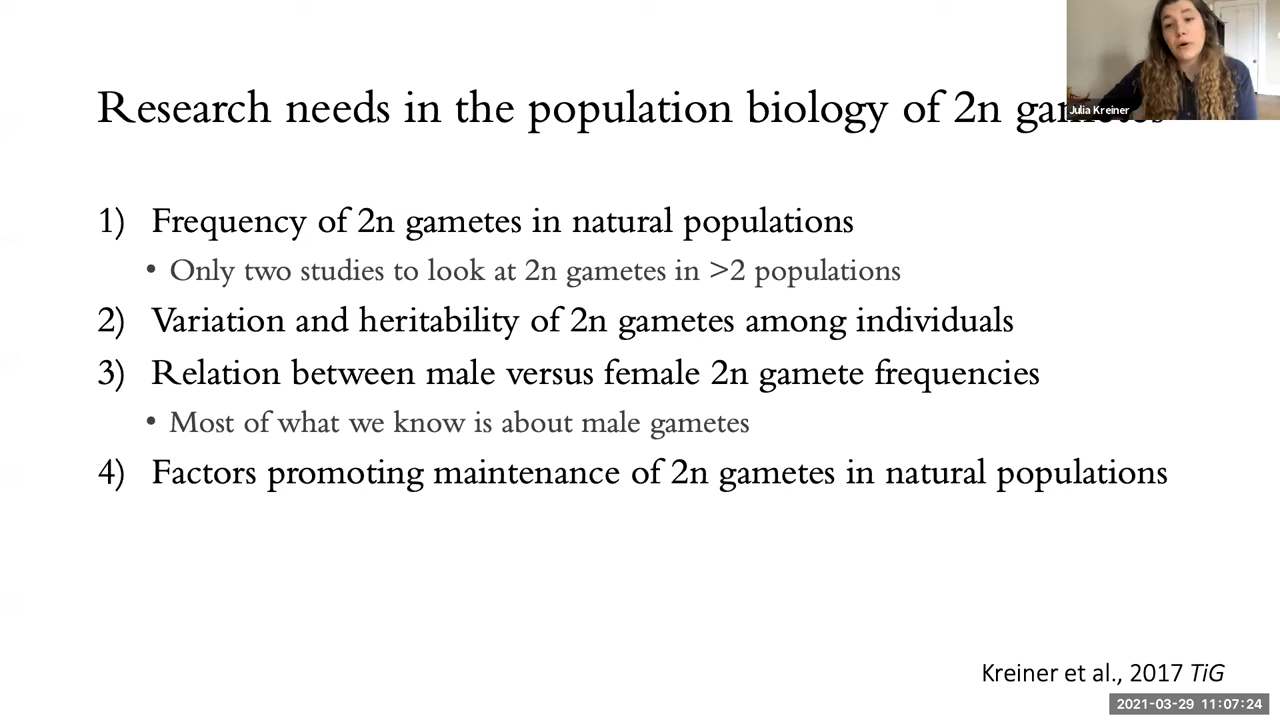 Research needs in the population biology of 2n
Julia Kreiner
1) Frequency of 2n gametes in natural populations
• Only two studies to look at 2n gametes in >2 populations
2) Variation and heritability of 2n gametes among individuals
3) Relation between male versus female 2n gamete frequencies
• Most of what we know is about male gametes
4) Factors promoting maintenance of 2n gametes in natural populations
Kreiner et al., 2017 TiG
2021-03-29 11:07:24